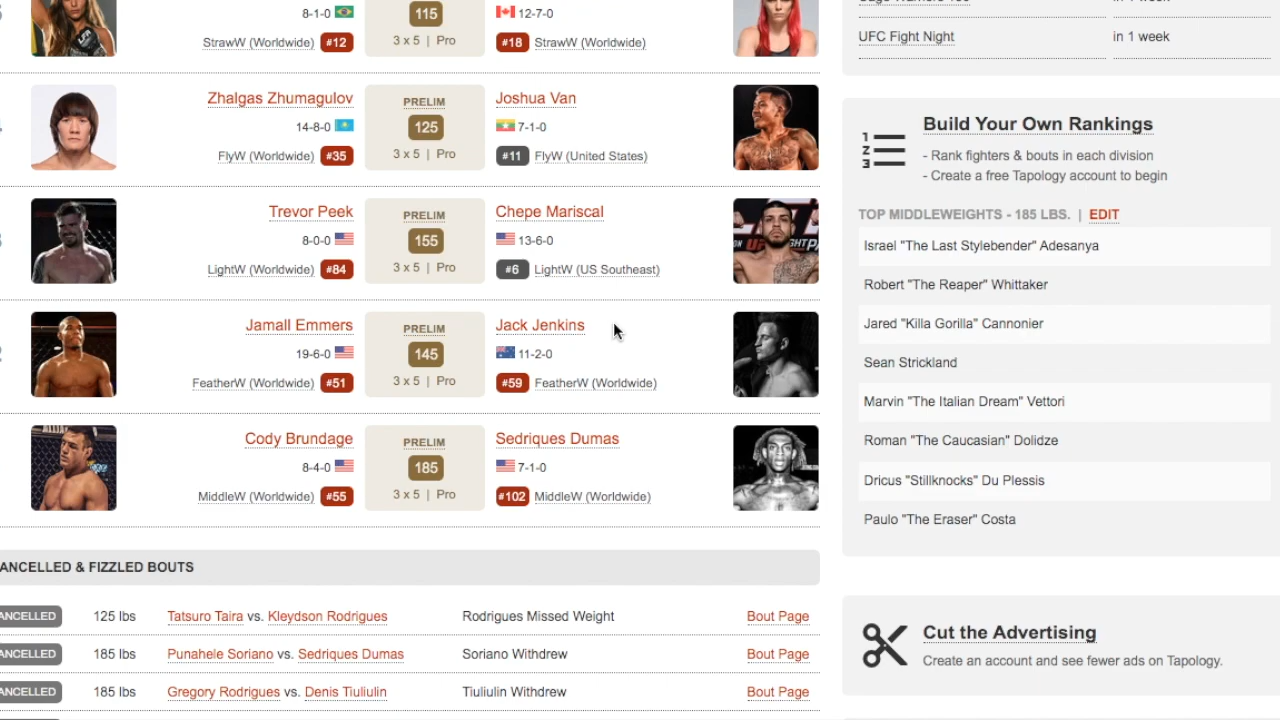 8-1-0
115
12-7-0
3 x 5 | Pro
StrawW (Worldwide) #12
#18 StrawW (Worldwide)
Zhalgas Zhumagulov
PRELIM
Joshua Van
14-8-0
125
7-1-0
FlyW (Worldwide) #35
3 x 5 | Pro
#11 FlyW (United States)
Trevor Peek
PRELIM
Chepe Mariscal
8-0-0
155
13-6-0
LightW (Worldwide) #84
3 x 5 | Pro
#6 LightW (US Southeast)
Jamall Emmers
PRELIM
Jack Jenkins
19-6-0
145
11-2-0
FeatherW (Worldwide) #51
3 x 5 | Pro
#59 FeatherW (Worldwide)
Cody Brundage
PRELIM
Sedriques Dumas
8-4-0
185
7-1-0
MiddleW (Worldwide) #55
3 x 5 | Pro
#102 MiddleW (Worldwide)
ANCELLED & FIZZLED BOUTS
ANCELLED 125 lbs Tatsuro Taira vs. Kleydson Rodrigues Rodrigues Missed Weight Bout Page
ANCELLED 185 lbs Punahele Soriano vs. Sedriques Dumas Soriano Withdrew Bout Page
ANCELLED 185 lbs Gregory Rodrigues vs. Denis Tiuliulin Tiuliulin Withdrew Bout Page
in 1 week
UFC Fight Night in 1 week
Build Your Own Rankings
- Rank fighters & bouts in each division
- Create a free Tapology account to begin
TOP MIDDLEWEIGHTS - 185 LBS. | EDIT
Israel "The Last Stylebender" Adesanya
Robert "The Reaper" Whittaker
Jared "Killa Gorilla" Cannonier
Sean Strickland
Marvin "The Italian Dream" Vettori
Roman "The Caucasian" Dolidze
Dricus "Stillknocks" Du Plessis
Paulo "The Eraser" Costa
Cut the Advertising
Create an account and see fewer ads on Tapology.